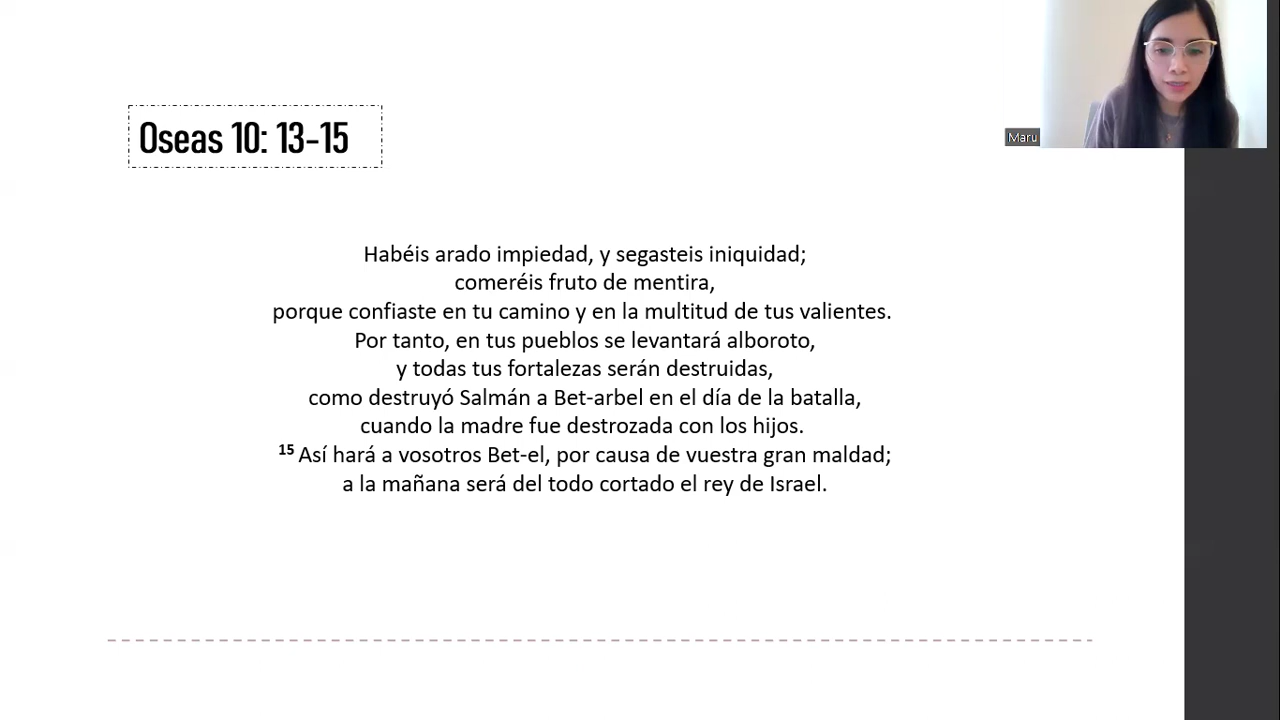 Oseas 10: 13-15
Maru
Habéis arado impiedad, y segasteis iniquidad;
comeréis fruto de mentira,
porque confiaste en tu camino y en la multitud de tus valientes.
Por tanto, en tus pueblos se levantará alboroto,
y todas tus fortalezas serán destruidas,
como destruyó Salmán a Bet-arbel en el día de la batalla,
cuando la madre fue destrozada con los hijos.
15 Así hará a vosotros Bet-el, por causa de vuestra gran maldad;
a la mañana será del todo cortado el rey de Israel.